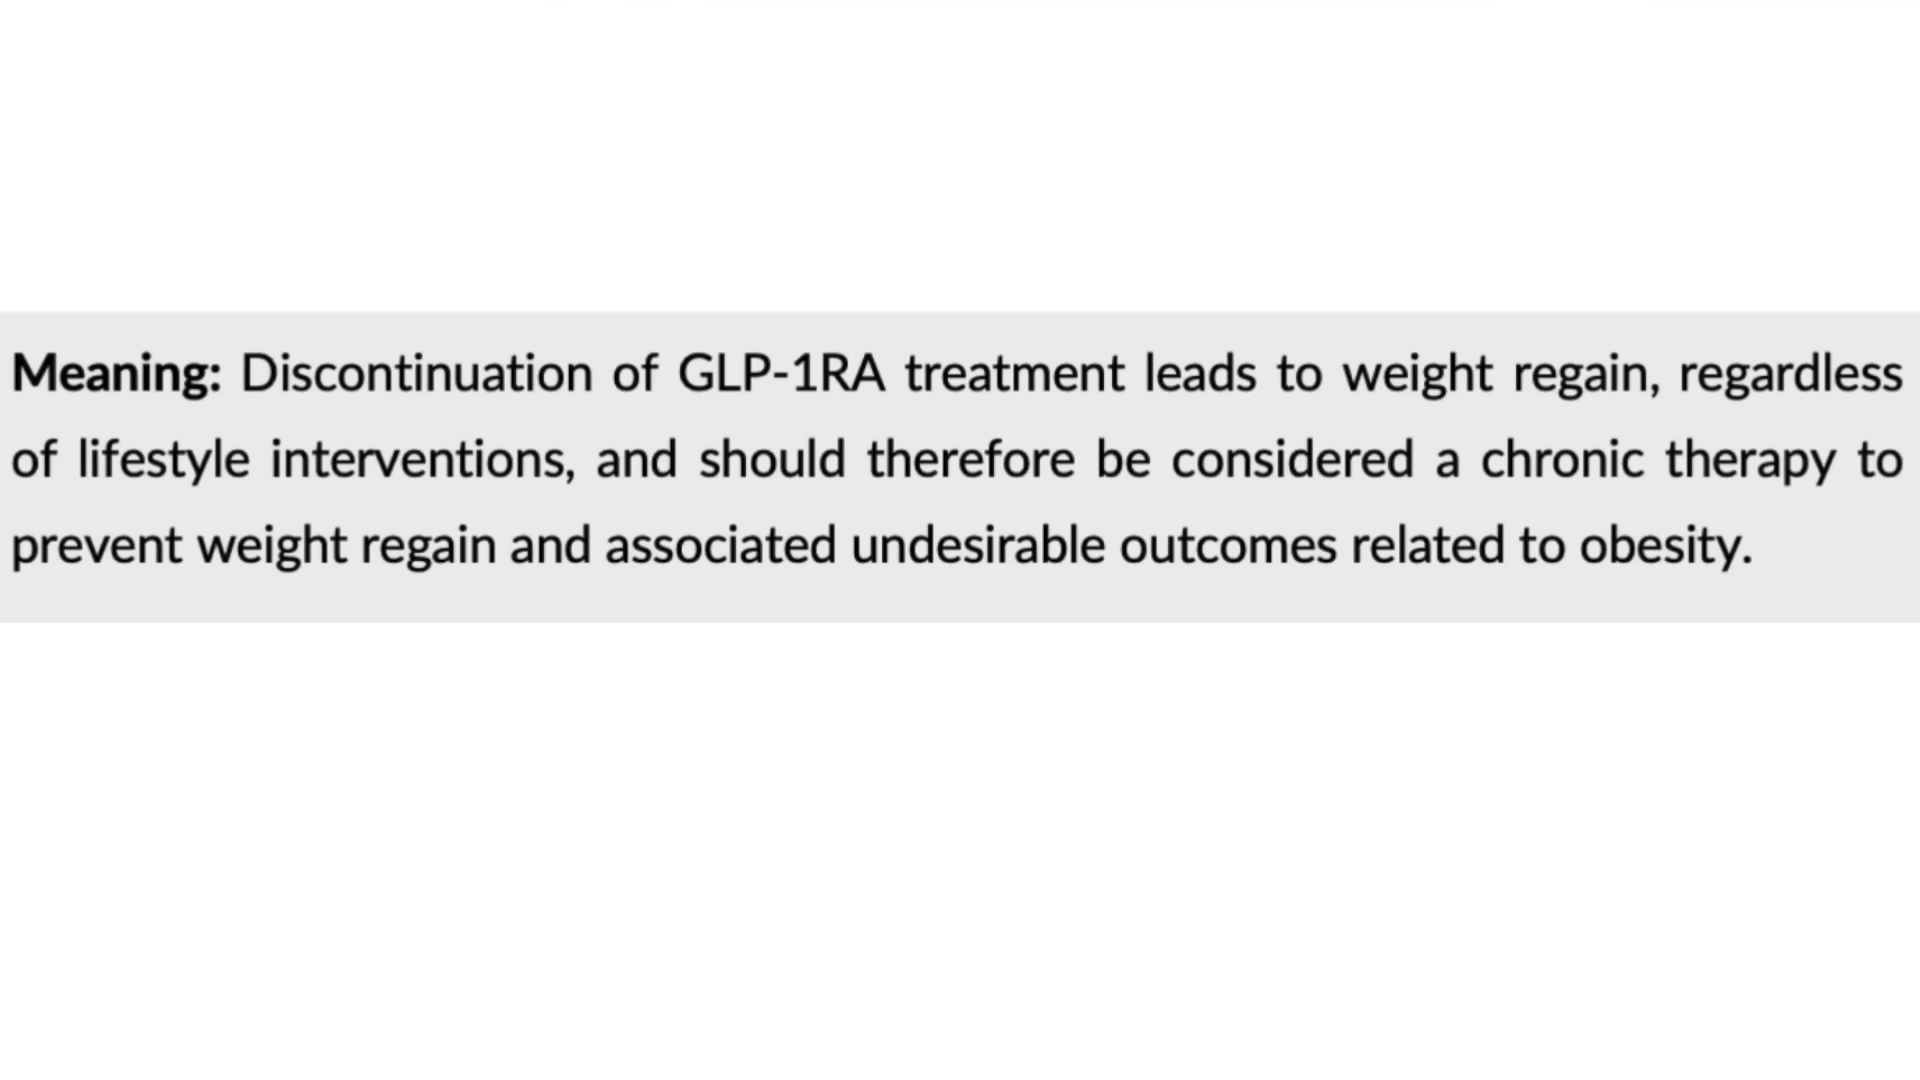 Meaning: Discontinuation of GLP-1RA treatment leads to weight regain, regardless
of lifestyle interventions, and should therefore be considered a chronic therapy to
prevent weight regain and associated undesirable outcomes related to obesity.